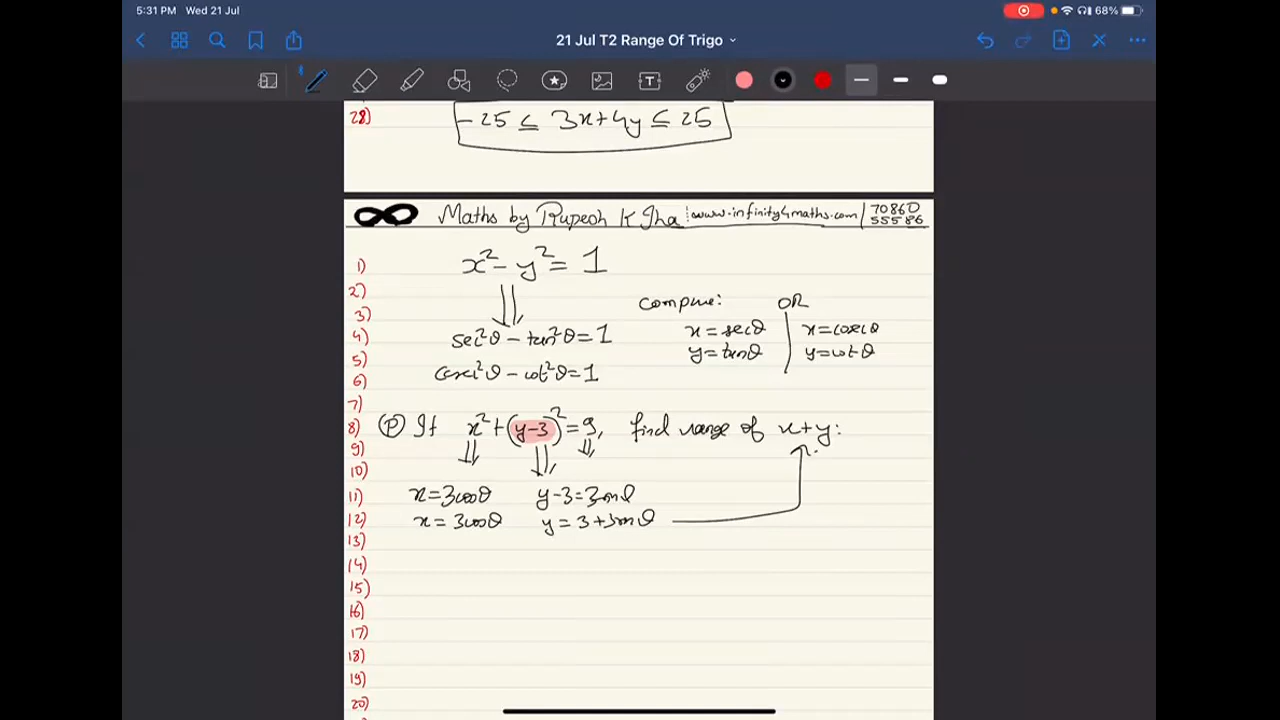 5:31 PM Wed 21 Jul
68%
21 Jul T2 Range Of Trigo
28) -25 ≤ 3x+4y ≤ 25
Maths by Rupesh K Jha | www.infinity4maths.com / 70860 55586
1) x² - y² = 1
2)
3) compare: OR
4) sec²θ - tan²θ = 1 x = secθ | x = cosecθ
5) y = tanθ | y = cotθ
6) cosec²θ - cot²θ = 1
7)
8) (P) If x² + (y-3)² = 9, find range of x+y:
9)
10)
11) x = 3cosθ y-3 = 3sinθ
12) x = 3cosθ y = 3+3sinθ
13)
14)
15)
16)
17)
18)
19)
20)